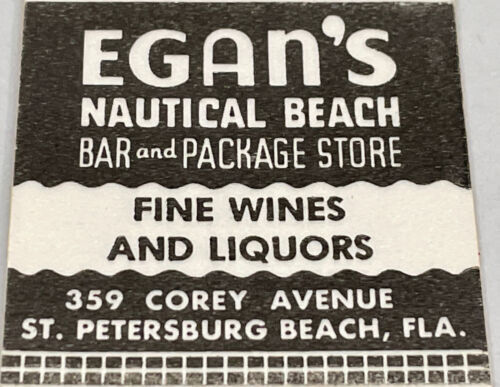 EGAn's
NAUTICAL BEACH
BAR and PACKAGE STORE
FINE WINES
AND LIQUORS
359 COREY AVENUE
ST. PETERSBURG BEACH, FLA.